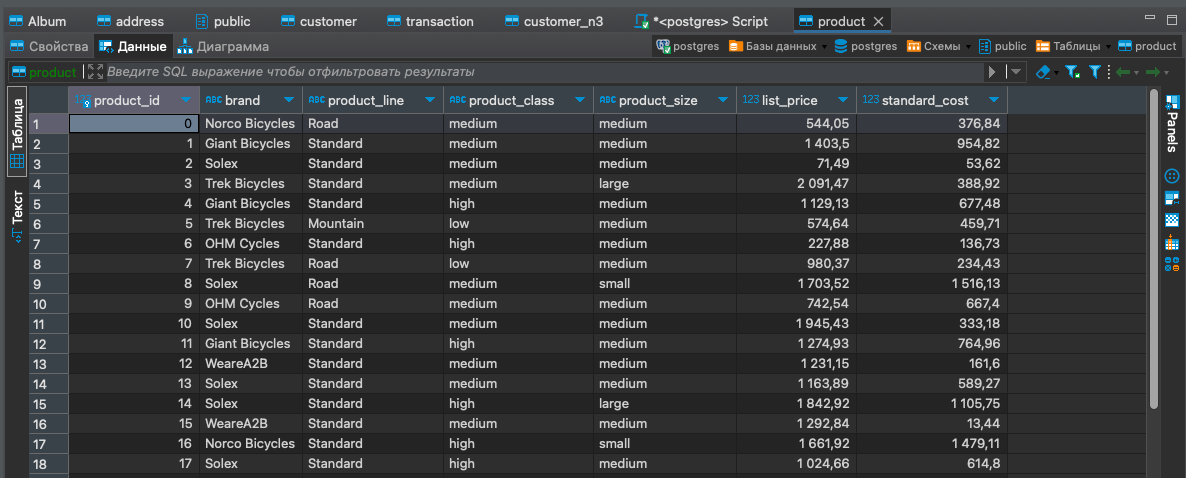 Album address public customer transaction customer_n3 *<postgres> Script product
Свойства Данные Диаграмма postgres Базы данных postgres Схемы public Таблицы product
product Введите SQL выражение чтобы отфильтровать результаты
Таблица
Текст
123 product_id ABC brand ABC product_line ABC product_class ABC product_size 123 list_price 123 standard_cost
1 0 Norco Bicycles Road medium medium 544,05 376,84
2 1 Giant Bicycles Standard medium medium 1 403,5 954,82
3 2 Solex Standard medium medium 71,49 53,62
4 3 Trek Bicycles Standard medium large 2 091,47 388,92
5 4 Giant Bicycles Standard high medium 1 129,13 677,48
6 5 Trek Bicycles Mountain low medium 574,64 459,71
7 6 OHM Cycles Standard high medium 227,88 136,73
8 7 Trek Bicycles Road low medium 980,37 234,43
9 8 Solex Road medium small 1 703,52 1 516,13
10 9 OHM Cycles Road medium medium 742,54 667,4
11 10 Solex Standard medium medium 1 945,43 333,18
12 11 Giant Bicycles Standard high medium 1 274,93 764,96
13 12 WeareA2B Standard medium medium 1 231,15 161,6
14 13 Solex Standard medium medium 1 163,89 589,27
15 14 Solex Standard high large 1 842,92 1 105,75
16 15 WeareA2B Standard medium medium 1 292,84 13,44
17 16 Norco Bicycles Standard high small 1 661,92 1 479,11
18 17 Solex Standard high medium 1 024,66 614,8
Panels